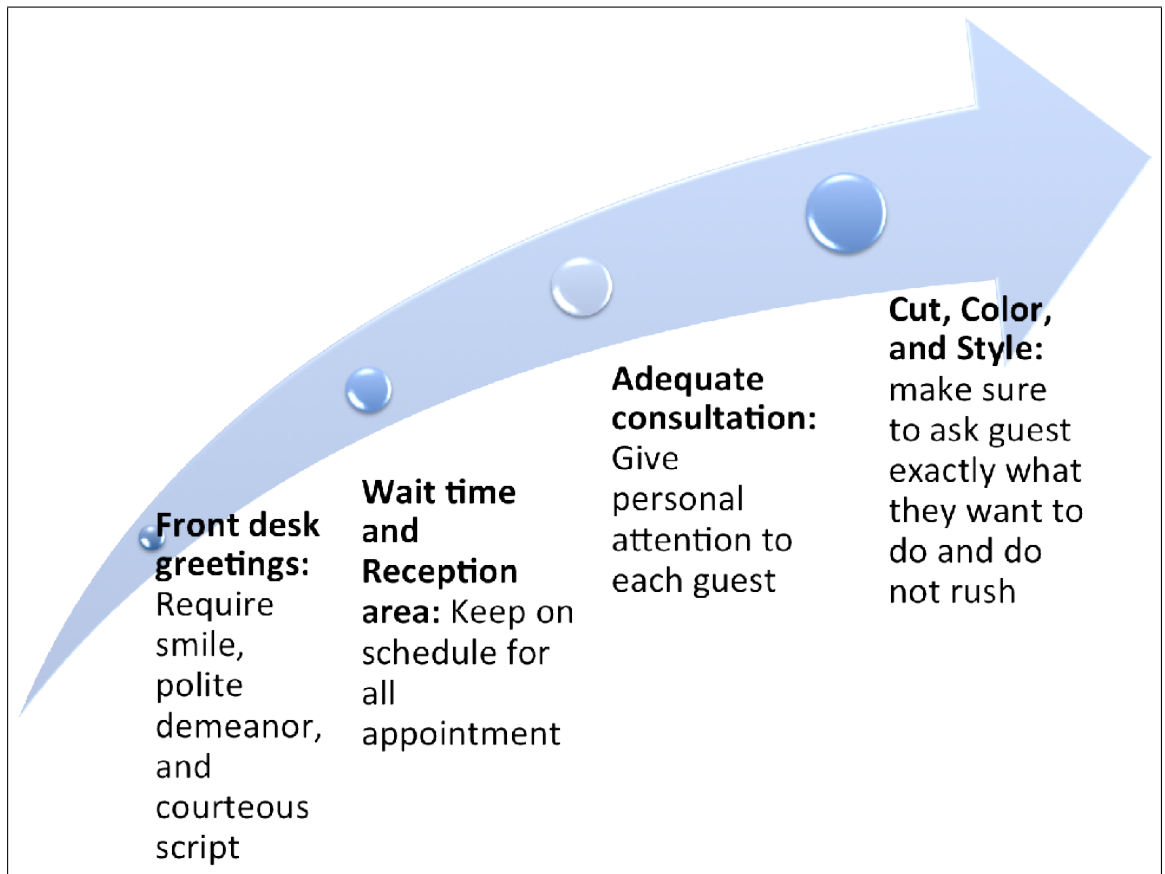 Front desk
greetings:
Require
smile,
polite
demeanor,
and
courteous
script
Wait time
and
Reception
area: Keep on
schedule for
all
appointment
Adequate
consultation:
Give
personal
attention to
each guest
Cut, Color,
and Style:
make sure
to ask guest
exactly what
they want to
do and do
not rush